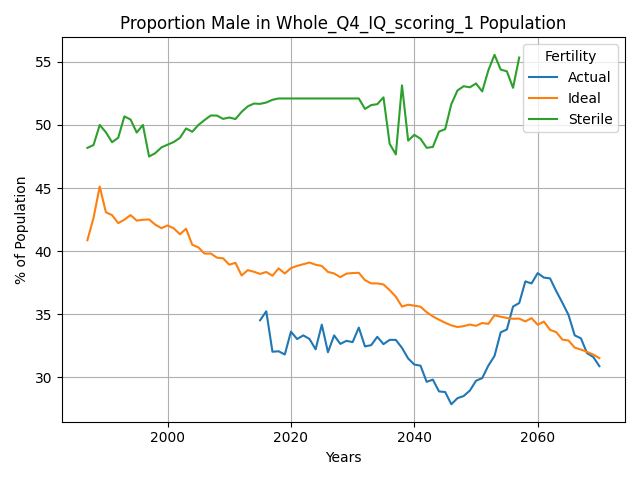 Proportion Male in Whole_Q4_IQ_scoring_1 Population
% of Population
55
50
45
40
35
30
Fertility
Actual
Ideal
Sterile
2000 2020 2040 2060
Years